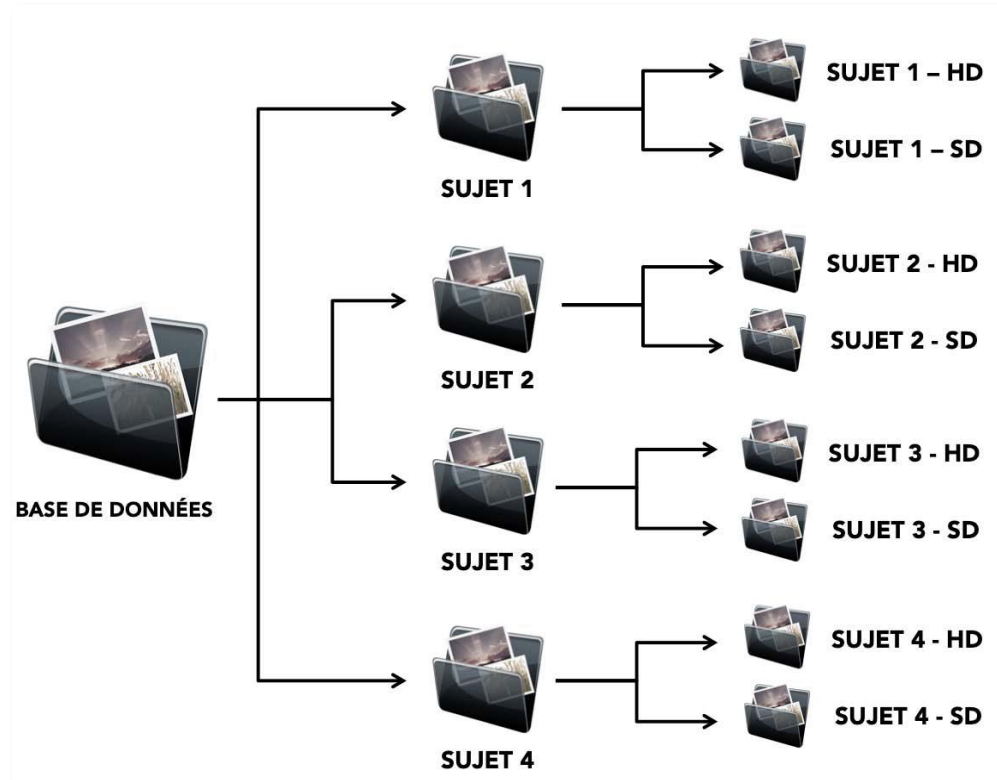 SUJET 1 – HD
SUJET 1 – SD
SUJET 1
SUJET 2 - HD
SUJET 2 - SD
SUJET 2
BASE DE DONNÉES
SUJET 3 - HD
SUJET 3 - SD
SUJET 3
SUJET 4 - HD
SUJET 4 - SD
SUJET 4